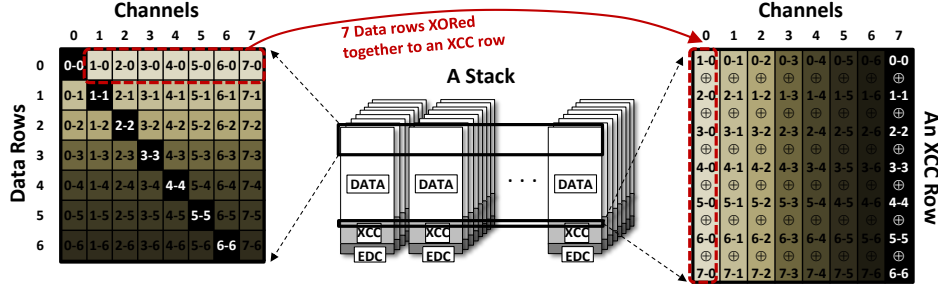 Channels
0 1 2 3 4 5 6 7
Data Rows
0 0-0 1-0 2-0 3-0 4-0 5-0 6-0 7-0
1 0-1 1-1 2-1 3-1 4-1 5-1 6-1 7-1
2 0-2 1-2 2-2 3-2 4-2 5-2 6-2 7-2
3 0-3 1-3 2-3 3-3 4-3 5-3 6-3 7-3
4 0-4 1-4 2-4 3-4 4-4 5-4 6-4 7-4
5 0-5 1-5 2-5 3-5 4-5 5-5 6-5 7-5
6 0-6 1-6 2-6 3-6 4-6 5-6 6-6 7-6
7 Data rows XORed
together to an XCC row
A Stack
DATA DATA · · · DATA
XCC XCC XCC
EDC EDC EDC
Channels
0 1 2 3 4 5 6 7
1-0 0-1 0-2 0-3 0-4 0-5 0-6 0-0
⊕ ⊕ ⊕ ⊕ ⊕ ⊕ ⊕ ⊕
2-0 2-1 1-2 1-3 1-4 1-5 1-6 1-1
⊕ ⊕ ⊕ ⊕ ⊕ ⊕ ⊕ ⊕
3-0 3-1 3-2 2-3 2-4 2-5 2-6 2-2
⊕ ⊕ ⊕ ⊕ ⊕ ⊕ ⊕ ⊕
4-0 4-1 4-2 4-3 3-4 3-5 3-6 3-3
⊕ ⊕ ⊕ ⊕ ⊕ ⊕ ⊕ ⊕
5-0 5-1 5-2 5-3 5-4 4-5 4-6 4-4
⊕ ⊕ ⊕ ⊕ ⊕ ⊕ ⊕ ⊕
6-0 6-1 6-2 6-3 6-4 6-5 5-6 5-5
⊕ ⊕ ⊕ ⊕ ⊕ ⊕ ⊕ ⊕
7-0 7-1 7-2 7-3 7-4 7-5 7-6 6-6
An XCC Row